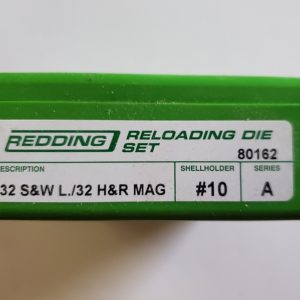 REDDING RELOADING DIE
SET
80162
ESCRIPTION SHELLHOLDER SERIES
32 S&W L./32 H&R MAG #10 A